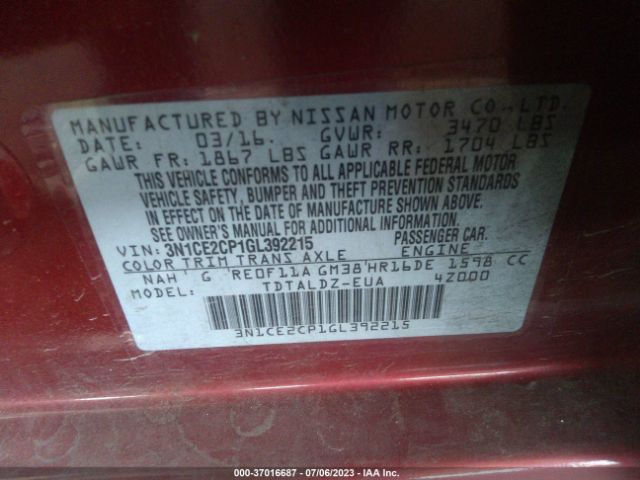 MANUFACTURED BY NISSAN MOTOR CO., LTD.
DATE: 03/16. GVWR: 3470 LBS
GAWR FR: 1867 LBS GAWR RR: 1704 LBS
THIS VEHICLE CONFORMS TO ALL APPLICABLE FEDERAL MOTOR
VEHICLE SAFETY, BUMPER AND THEFT PREVENTION STANDARDS
IN EFFECT ON THE DATE OF MANUFACTURE SHOWN ABOVE.
SEE OWNER'S MANUAL FOR FURTHER INFORMATION.
VIN: 3N1CE2CP1GL392215 PASSENGER CAR.
COLOR TRIM TRANS AXLE ENGINE
NAH' G 'RE0F11A GM38'HR16DE 1598 CC
MODEL: TDTALDZ-EUA 4Z000
3N1CE2CP1GL392215
000-37016687 - 07/06/2023 - IAA Inc.